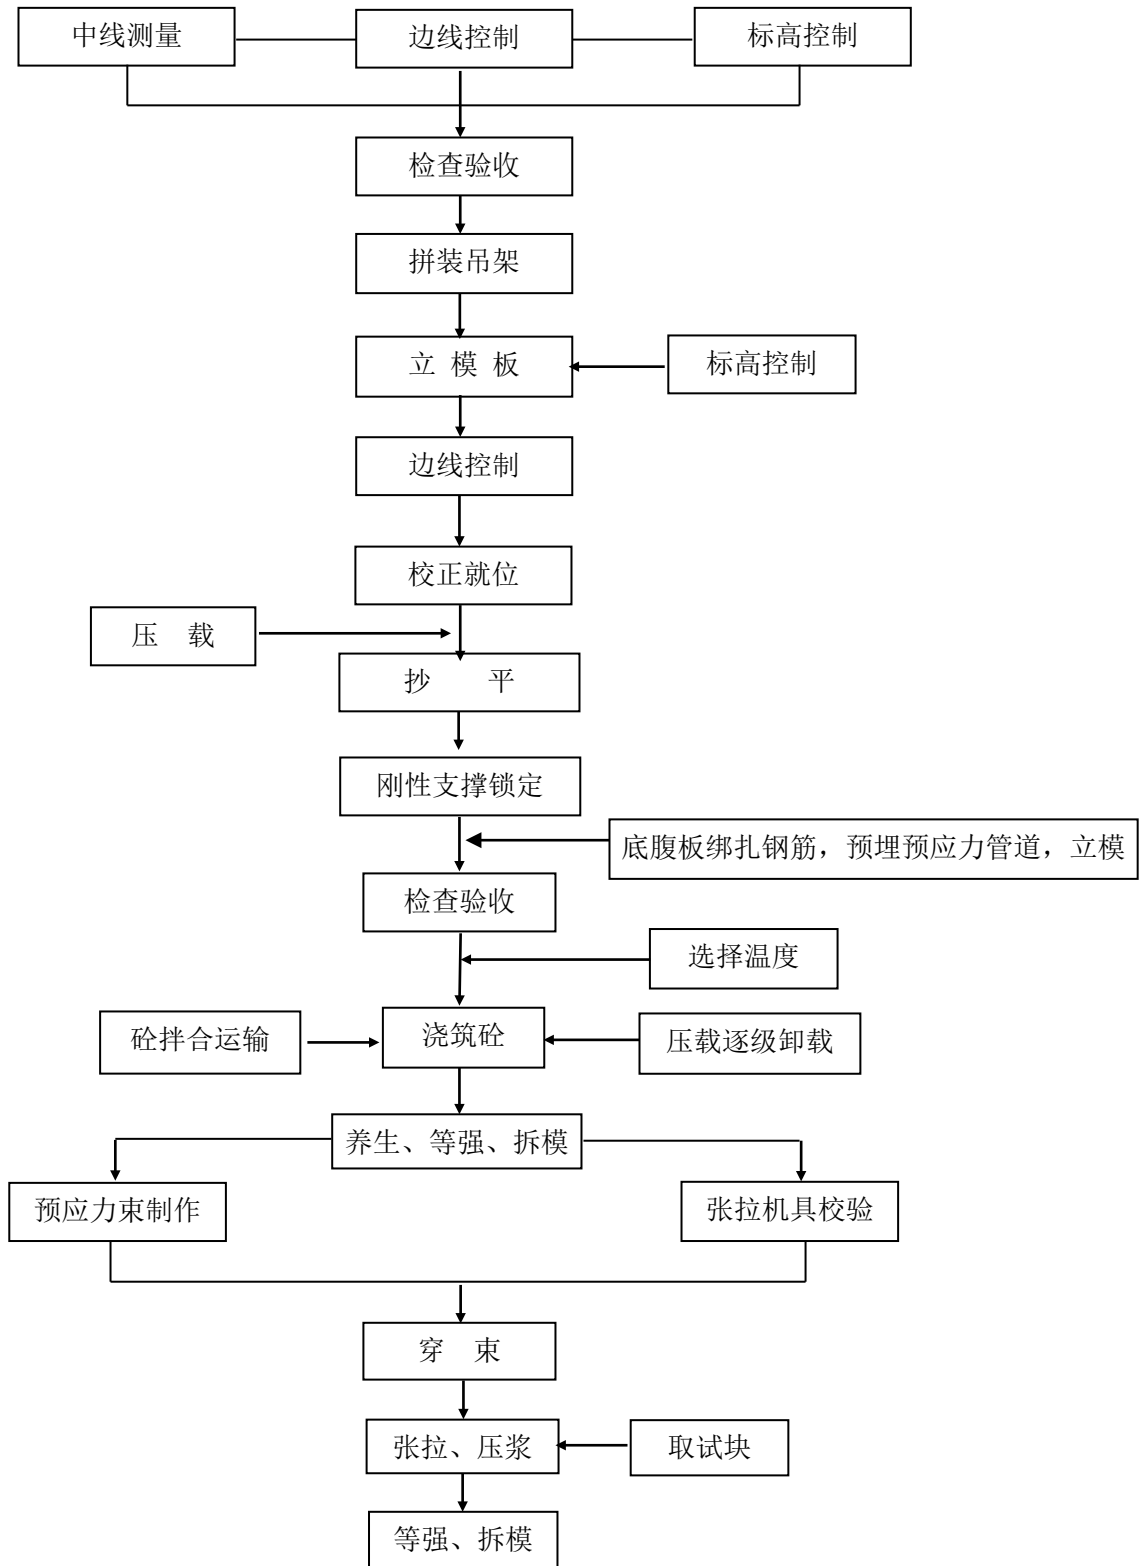 中线测量
边线控制
标高控制
检查验收
拼装吊架
立 模 板
标高控制
边线控制
校正就位
压 载
抄 平
刚性支撑锁定
底腹板绑扎钢筋，预埋预应力管道，立模
检查验收
选择温度
砼拌合运输
浇筑砼
压载逐级卸载
养生、等强、拆模
预应力束制作
张拉机具校验
穿 束
张拉、压浆
取试块
等强、拆模